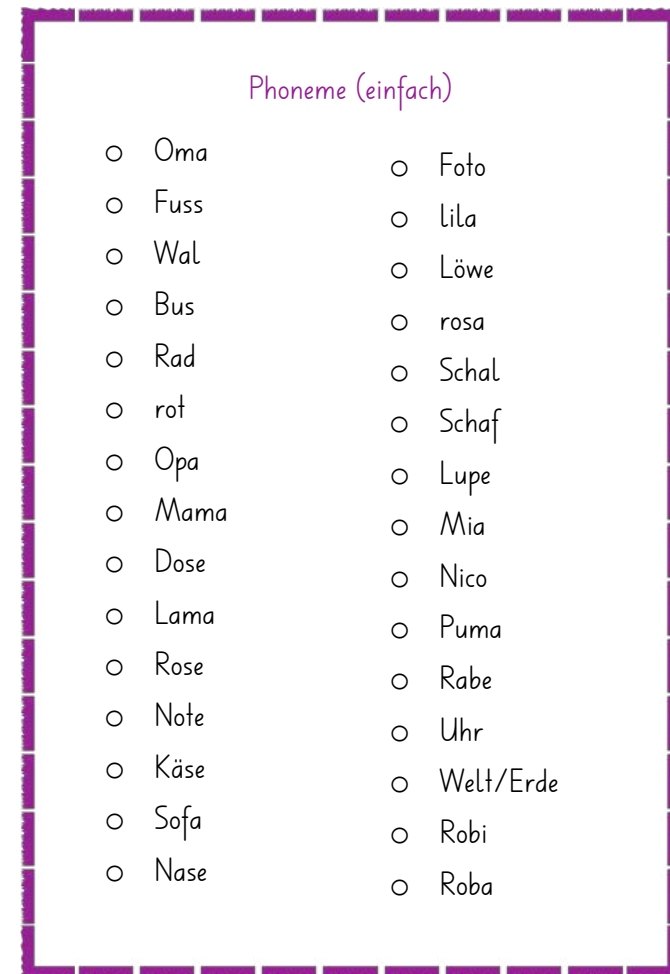 Phoneme (einfach)
Oma
Fuss
Wal
Bus
Rad
rot
Opa
Mama
Dose
Lama
Rose
Note
Käse
Sofa
Nase
Foto
lila
Löwe
rosa
Schal
Schaf
Lupe
Mia
Nico
Puma
Rabe
Uhr
Welt/Erde
Robi
Roba